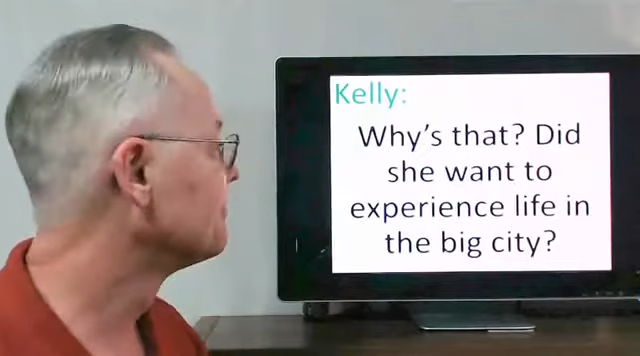 Kelly:
Why's that? Did
she want to
experience life in
the big city?